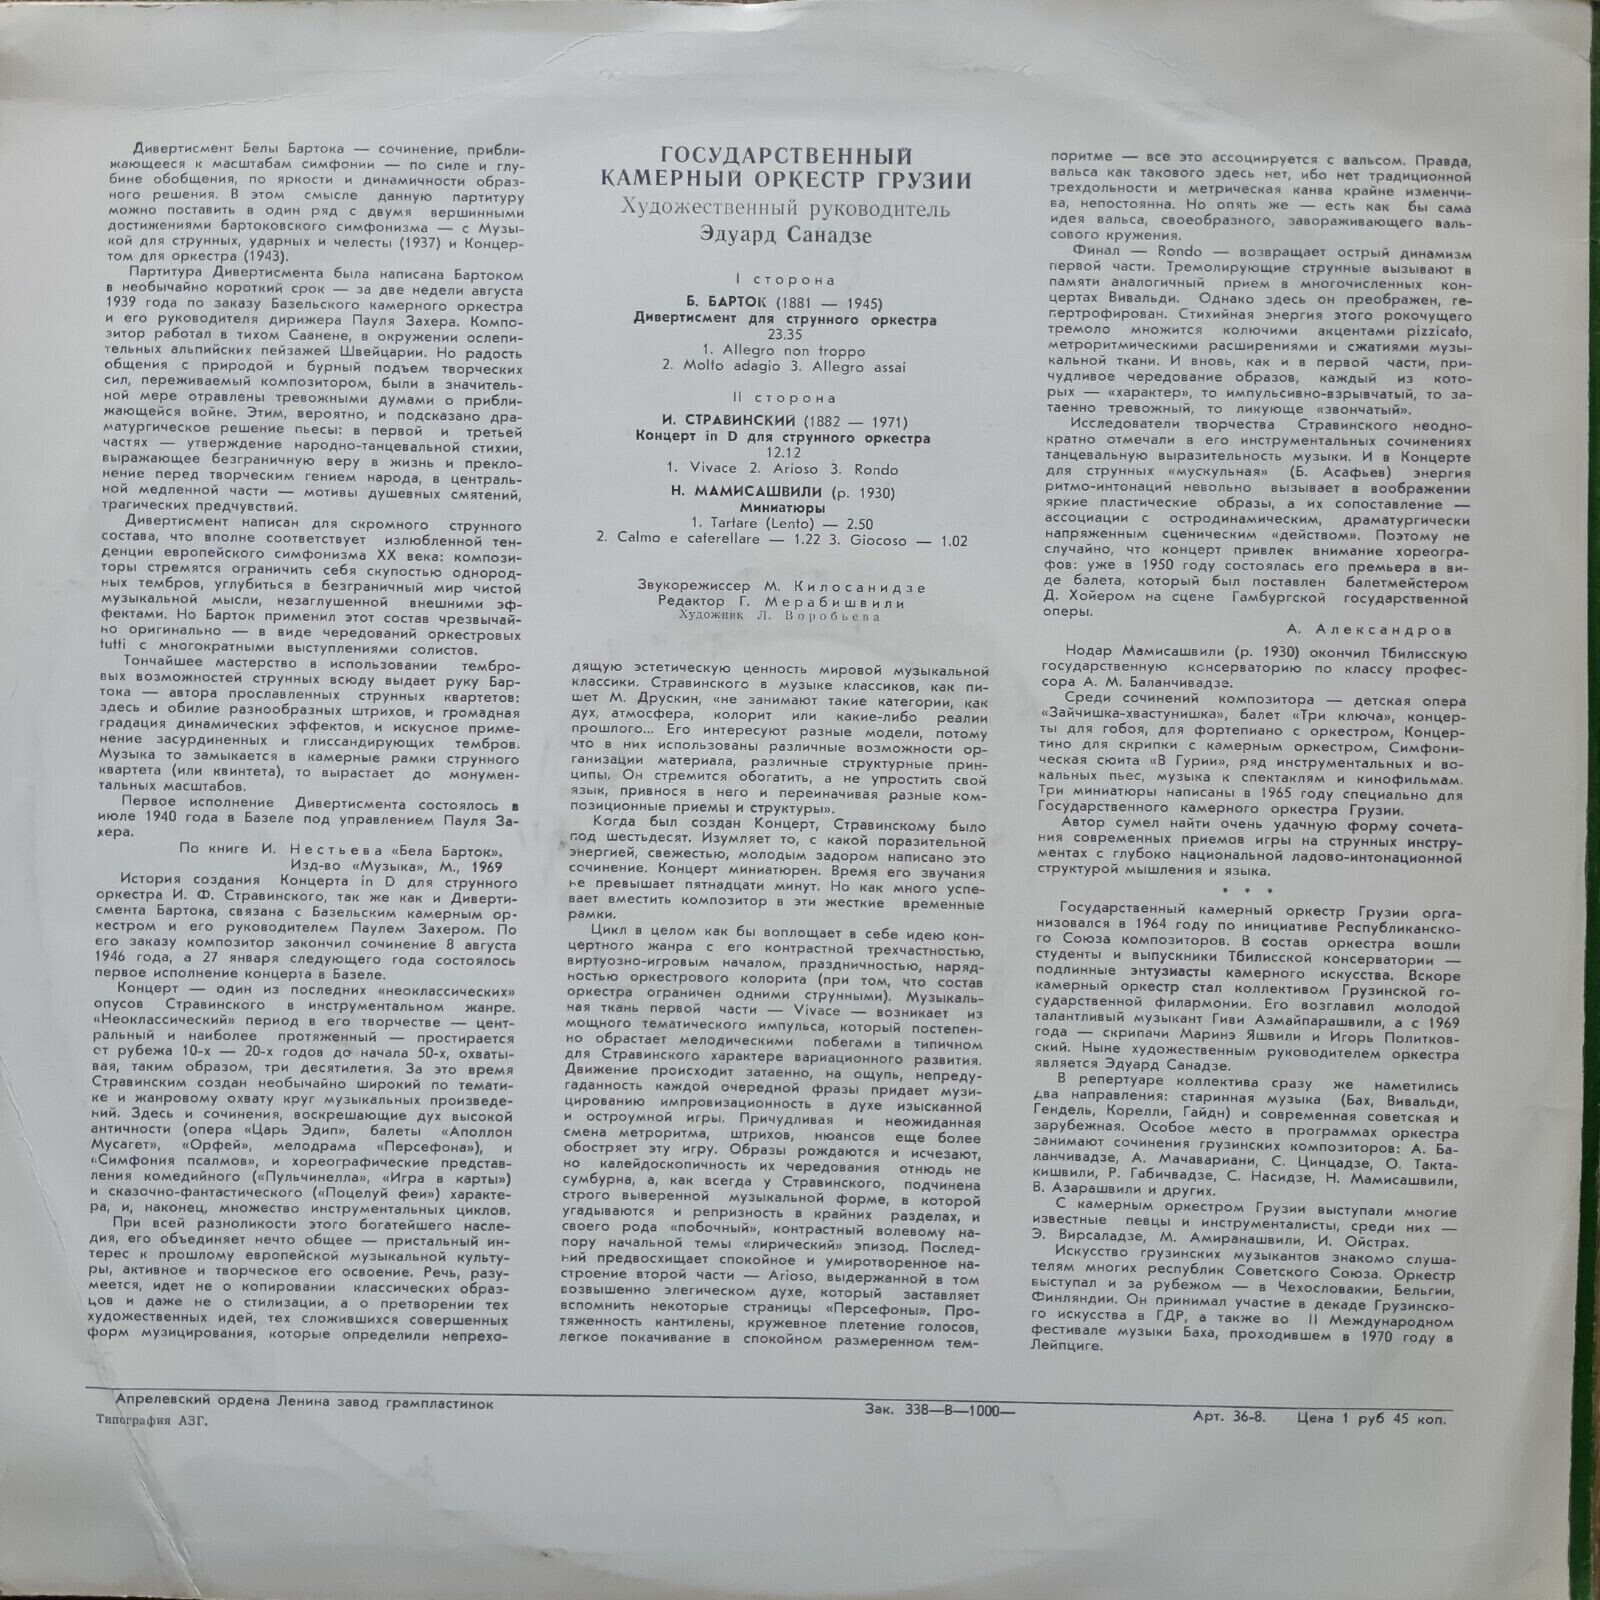 Дивертисмент Белы Бартока — сочинение, прибли-
жающееся к масштабам симфонии — по силе и глу-
бине обобщения, по яркости и динамичности образ-
ного решения. В этом смысле данную партитуру
можно поставить в один ряд с двумя вершинными
достижениями бартоковского симфонизма — с Музы-
кой для струнных, ударных и челесты (1937) и Концер-
том для оркестра (1943).
Партитура Дивертисмента была написана Бартоком
в необычайно короткий срок — за две недели августа
1939 года по заказу Базельского камерного оркестра
и его руководителя дирижера Пауля Захера. Компо-
зитор работал в тихом Саанене, в окружении ослепи-
тельных альпийских пейзажей Швейцарии. Но радость
общения с природой и бурный подъем творческих
сил, переживаемый композитором, были в значитель-
ной мере отравлены тревожными думами о прибли-
жающейся войне. Этим, вероятно, и подсказано дра-
матургическое решение пьесы: в первой и третьей
частях — утверждение народно-танцевальной стихии,
выражающее безграничную веру в жизнь и прекло-
нение перед творческим гением народа, в централь-
ной медленной части — мотивы душевных смятений,
трагических предчувствий.
Дивертисмент написан для скромного струнного
состава, что вполне соответствует излюбленной тен-
денции европейского симфонизма XX века: компози-
торы стремятся ограничить себя скупостью однород-
ных тембров, углубиться в безграничный мир чистой
музыкальной мысли, незаглушенной внешними эф-
фектами. Но Барток применил этот состав чрезвычай-
но оригинально — в виде чередований оркестровых
tutti с многократными выступлениями солистов.
Тончайшее мастерство в использовании тембро-
вых возможностей струнных всюду выдает руку Бар-
тока — автора прославленных струнных квартетов:
здесь и обилие разнообразных штрихов, и громадная
градация динамических эффектов, и искусное приме-
нение засурдиненных и глиссандирующих тембров.
Музыка то замыкается в камерные рамки струнного
квартета (или квинтета), то вырастает до монумен-
тальных масштабов.
Первое исполнение Дивертисмента состоялось в
июле 1940 года в Базеле под управлением Пауля За-
хера.
По книге И. Нестьева «Бела Барток».
Изд-во «Музыка», М., 1969
История создания Концерта in D для струнного
оркестра И. Ф. Стравинского, так же как и Диверти-
смента Бартока, связана с Базельским камерным ор-
кестром и его руководителем Паулем Захером. По
его заказу композитор закончил сочинение 8 августа
1946 года, а 27 января следующего года состоялось
первое исполнение концерта в Базеле.
Концерт — один из последних «неоклассических»
опусов Стравинского в инструментальном жанре.
«Неоклассический» период в его творчестве — цент-
ральный и наиболее протяженный — простирается
от рубежа 10-х — 20-х годов до начала 50-х, охваты-
вая, таким образом, три десятилетия. За это время
Стравинским создан необычайно широкий по темати-
ке и жанровому охвату круг музыкальных произведе-
ний. Здесь и сочинения, воскрешающие дух высокой
античности (опера «Царь Эдип», балеты «Аполлон
Мусагет», «Орфей», мелодрама «Персефона»), и
«Симфония псалмов», и хореографические представ-
ления комедийного («Пульчинелла», «Игра в карты»)
и сказочно-фантастического («Поцелуй феи») характе-
ра, и, наконец, множество инструментальных циклов.
При всей разноликости этого богатейшего насле-
дия, его объединяет нечто общее — пристальный ин-
терес к прошлому европейской музыкальной культу-
ры, активное и творческое его освоение. Речь, разу-
меется, идет не о копировании классических образ-
цов и даже не о стилизации, а о претворении тех
художественных идей, тех сложившихся совершенных
форм музицирования, которые определили непрехо-
ГОСУДАРСТВЕННЫЙ
КАМЕРНЫЙ ОРКЕСТР ГРУЗИИ
Художественный руководитель
Эдуард Санадзе
I сторона
Б. БАРТОК (1881 — 1945)
Дивертисмент для струнного оркестра
23.35
1. Allegro non troppo
2. Molto adagio 3. Allegro assai
II сторона
И. СТРАВИНСКИЙ (1882 — 1971)
Концерт in D для струнного оркестра
12.12
1. Vivace 2. Arioso 3. Rondo
Н. МАМИСАШВИЛИ (р. 1930)
Миниатюры
1. Tartare (Lento) — 2.50
2. Calmo e caterellare — 1.22 3. Giocoso — 1.02
Звукорежиссер М. Килосанидзе
Редактор Г. Мерабишвили
Художник Л. Воробьева
дящую эстетическую ценность мировой музыкальной
классики. Стравинского в музыке классиков, как пи-
шет М. Друскин, «не занимают такие категории, как
дух, атмосфера, колорит или какие-либо реалии
прошлого... Его интересуют разные модели, потому
что в них использованы различные возможности ор-
ганизации материала, различные структурные прин-
ципы. Он стремится обогатить, а не упростить свой
язык, привнося в него и переиначивая разные ком-
позиционные приемы и структуры».
Когда был создан Концерт, Стравинскому было
под шестьдесят. Изумляет то, с какой поразительной
энергией, свежестью, молодым задором написано это
сочинение. Концерт миниатюрен. Время его звучания
не превышает пятнадцати минут. Но как много успе-
вает вместить композитор в эти жесткие временные
рамки.
Цикл в целом как бы воплощает в себе идею кон-
цертного жанра с его контрастной трехчастностью,
виртуозно-игровым началом, праздничностью, наряд-
ностью оркестрового колорита (при том, что состав
оркестра ограничен одними струнными). Музыкаль-
ная ткань первой части — Vivace — возникает из
мощного тематического импульса, который постепен-
но обрастает мелодическими побегами в типичном
для Стравинского характере вариационного развития.
Движение происходит затаенно, на ощупь, непреду-
гаданность каждой очередной фразы придает музи-
цированию импровизационность в духе изысканной
и остроумной игры. Причудливая и неожиданная
смена метроритма, штрихов, нюансов еще более
обостряет эту игру. Образы рождаются и исчезают,
но калейдоскопичность их чередования отнюдь не
сумбурна, а, как всегда у Стравинского, подчинена
строго выверенной музыкальной форме, в которой
угадываются и репризность в крайних разделах, и
своего рода «побочный», контрастный волевому на-
пору начальной темы «лирический» эпизод. Послед-
ний предвосхищает спокойное и умиротворенное на-
строение второй части — Arioso, выдержанной в том
возвышенно элегическом духе, который заставляет
вспомнить некоторые страницы «Персефоны». Про-
тяженность кантилены, кружевное плетение голосов,
легкое покачивание в спокойном размеренном тем-
поритме — все это ассоциируется с вальсом. Правда,
вальса как такового здесь нет, ибо нет традиционной
трехдольности и метрическая канва крайне изменчи-
ва, непостоянна. Но опять же — есть как бы сама
идея вальса, своеобразного, завораживающего валь-
сового кружения.
Финал — Rondo — возвращает острый динамизм
первой части. Тремолирующие струнные вызывают в
памяти аналогичный прием в многочисленных кон-
цертах Вивальди. Однако здесь он преображен, ге-
пертрофирован. Стихийная энергия этого рокочущего
тремоло множится колючими акцентами pizzicato,
метроритмическими расширениями и сжатиями музы-
кальной ткани. И вновь, как и в первой части, при-
чудливое чередование образов, каждый из кото-
рых — «характер», то импульсивно-взрывчатый, то за-
таенно тревожный, то ликующе «звончатый».
Исследователи творчества Стравинского неодно-
кратно отмечали в его инструментальных сочинениях
танцевальную выразительность музыки. И в Концерте
для струнных «мускульная» (Б. Асафьев) энергия
ритмо-интонаций невольно вызывает в воображении
яркие пластические образы, а их сопоставление —
ассоциации с остродинамическим, драматургически
напряженным сценическим «действом». Поэтому не
случайно, что концерт привлек внимание хореогра-
фов: уже в 1950 году состоялась его премьера в ви-
де балета, который был поставлен балетмейстером
Д. Хойером на сцене Гамбургской государственной
оперы.
А. Александров
Нодар Мамисашвили (р. 1930) окончил Тбилисскую
государственную консерваторию по классу профес-
сора А. М. Баланчивадзе.
Среди сочинений композитора — детская опера
«Зайчишка-хвастунишка», балет «Три ключа», концер-
ты для гобоя, для фортепиано с оркестром, Концер-
тино для скрипки с камерным оркестром, Симфони-
ческая сюита «В Гурии», ряд инструментальных и во-
кальных пьес, музыка к спектаклям и кинофильмам.
Три миниатюры написаны в 1965 году специально для
Государственного камерного оркестра Грузии.
Автор сумел найти очень удачную форму сочета-
ния современных приемов игры на струнных инстру-
ментах с глубоко национальной ладово-интонационной
структурой мышления и языка.
* * *
Государственный камерный оркестр Грузии орга-
низовался в 1964 году по инициативе Республиканско-
го Союза композиторов. В состав оркестра вошли
студенты и выпускники Тбилисской консерватории —
подлинные энтузиасты камерного искусства. Вскоре
камерный оркестр стал коллективом Грузинской го-
сударственной филармонии. Его возглавил молодой
талантливый музыкант Гиви Азмайпарашвили, а с 1969
года — скрипачи Маринэ Яшвили и Игорь Политков-
ский. Ныне художественным руководителем оркестра
является Эдуард Санадзе.
В репертуаре коллектива сразу же наметились
два направления: старинная музыка (Бах, Вивальди,
Гендель, Корелли, Гайдн) и современная советская и
зарубежная. Особое место в программах оркестра
занимают сочинения грузинских композиторов: А. Ба-
ланчивадзе, А. Мачавариани, С. Цинцадзе, О. Такта-
кишвили, Р. Габичвадзе, С. Насидзе, Н. Мамисашвили,
В. Азарашвили и других.
С камерным оркестром Грузии выступали многие
известные певцы и инструменталисты, среди них —
Э. Вирсаладзе, М. Амиранашвили, И. Ойстрах.
Искусство грузинских музыкантов знакомо слуша-
телям многих республик Советского Союза. Оркестр
выступал и за рубежом — в Чехословакии, Бельгии,
Финляндии. Он принимал участие в декаде Грузинско-
го искусства в ГДР, а также во II Международном
фестивале музыки Баха, проходившем в 1970 году в
Лейпциге.
Апрелевский ордена Ленина завод грампластинок
Типография АЗГ.
Зак. 338—В—1000—
Арт. 36-8. Цена 1 руб 45 коп.